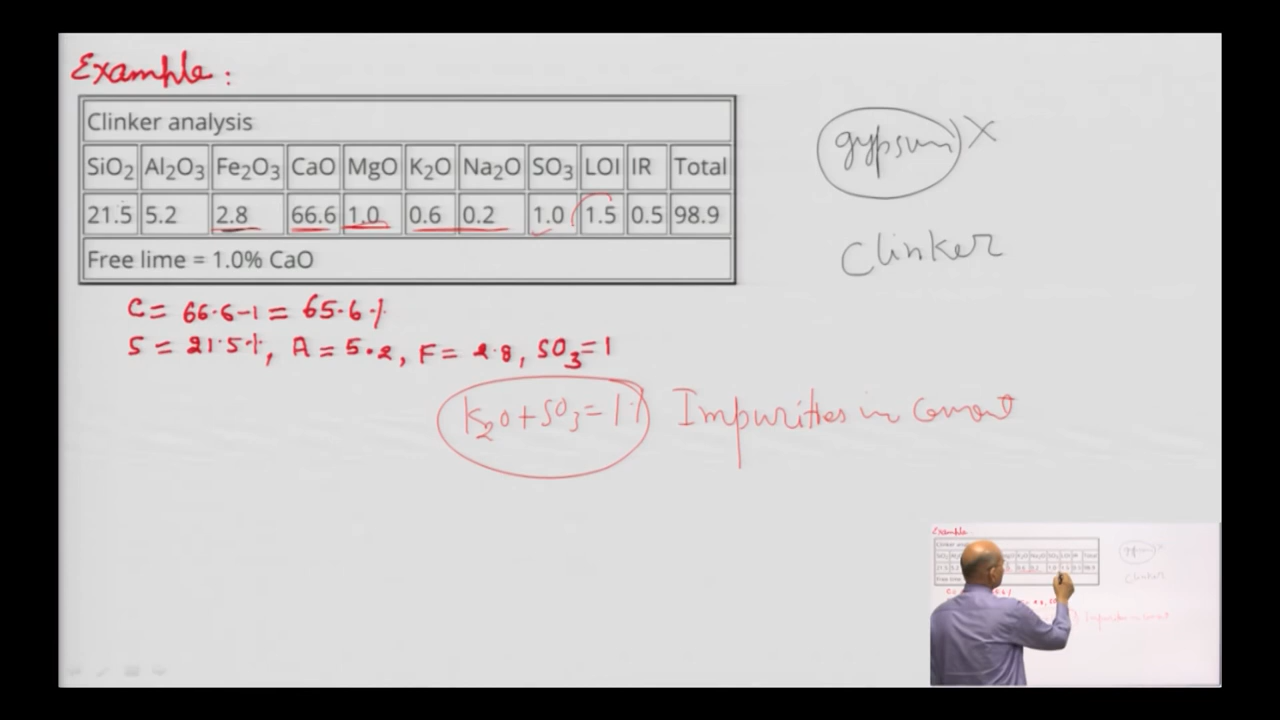 Example:
Clinker analysis
SiO2 Al2O3 Fe2O3 CaO MgO K2O Na2O SO3 LOI IR Total
21.5 5.2 2.8 66.6 1.0 0.6 0.2 1.0 1.5 0.5 98.9
Free lime = 1.0% CaO
gypsum X
Clinker
C = 66.6-1 = 65.6%
S = 21.5%, A = 5.2, F = 2.8, SO3 = 1
K2O+SO3=1% Impurities in Cement